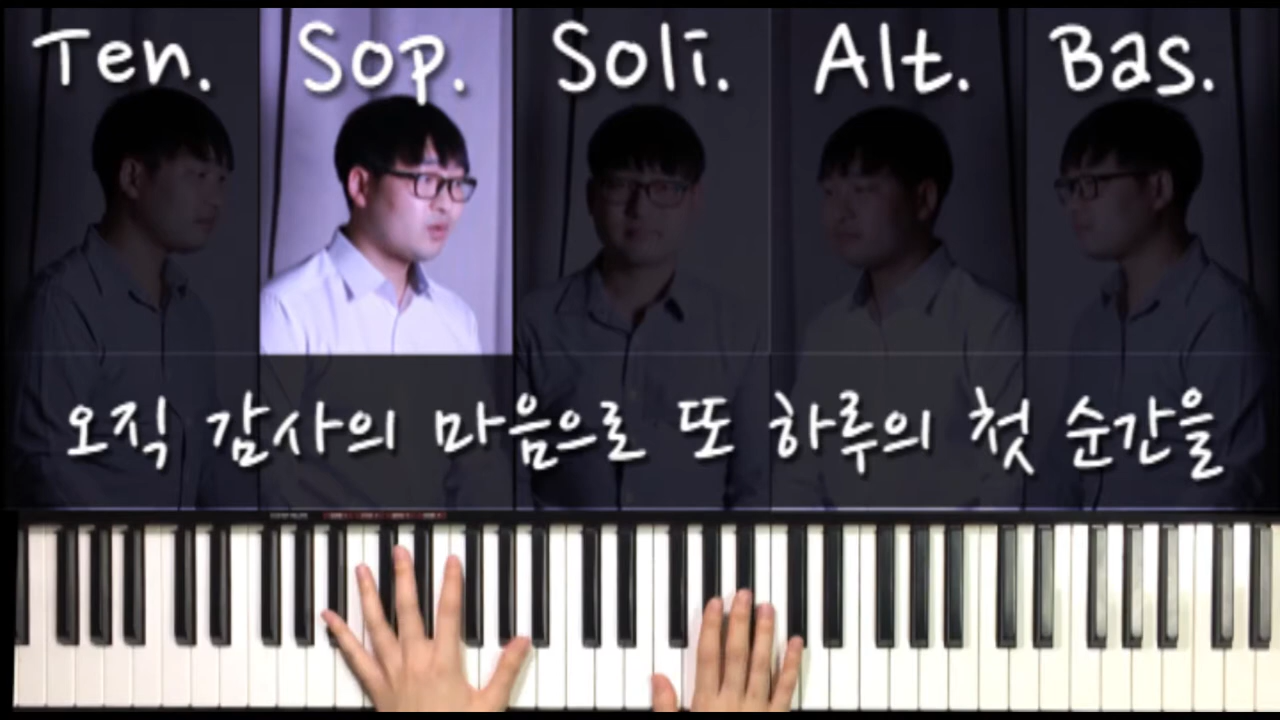 Ten. Sop. Soli. Alt. Bas.
오직 감사의 마음으로 또 하루의 첫 순간을